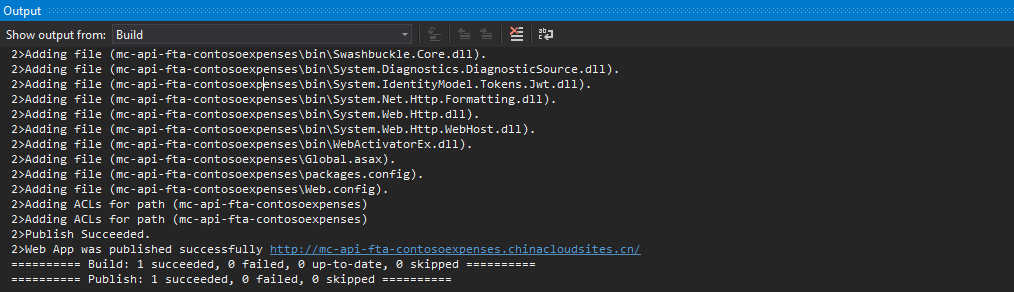 Output
Show output from: Build
2>Adding file (mc-api-fta-contosoexpenses\bin\Swashbuckle.Core.dll).
2>Adding file (mc-api-fta-contosoexpenses\bin\System.Diagnostics.DiagnosticSource.dll).
2>Adding file (mc-api-fta-contosoexpenses\bin\System.IdentityModel.Tokens.Jwt.dll).
2>Adding file (mc-api-fta-contosoexpenses\bin\System.Net.Http.Formatting.dll).
2>Adding file (mc-api-fta-contosoexpenses\bin\System.Web.Http.dll).
2>Adding file (mc-api-fta-contosoexpenses\bin\System.Web.Http.WebHost.dll).
2>Adding file (mc-api-fta-contosoexpenses\bin\WebActivatorEx.dll).
2>Adding file (mc-api-fta-contosoexpenses\Global.asax).
2>Adding file (mc-api-fta-contosoexpenses\packages.config).
2>Adding file (mc-api-fta-contosoexpenses\Web.config).
2>Adding ACLs for path (mc-api-fta-contosoexpenses)
2>Adding ACLs for path (mc-api-fta-contosoexpenses)
2>Publish Succeeded.
2>Web App was published successfully http://mc-api-fta-contosoexpenses.chinacloudsites.cn/
========== Build: 1 succeeded, 0 failed, 0 up-to-date, 0 skipped ==========
========== Publish: 1 succeeded, 0 failed, 0 skipped ==========